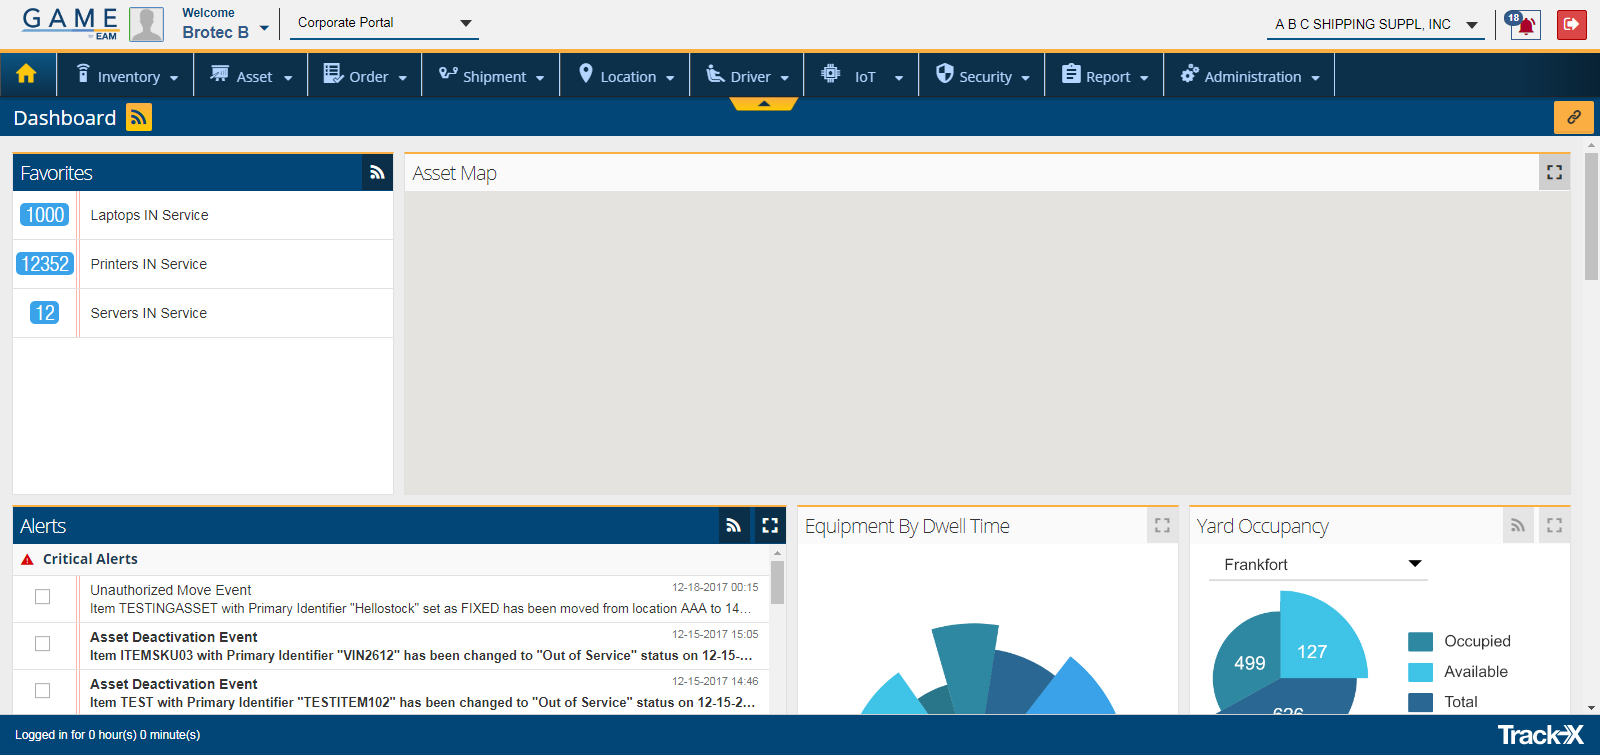 GAME
by EAM
Welcome
Brotec B
Corporate Portal
A B C SHIPPING SUPPL, INC
18
Inventory
Asset
Order
Shipment
Location
Driver
IoT
Security
Report
Administration
Dashboard
Favorites
1000 Laptops IN Service
12352 Printers IN Service
12 Servers IN Service
Asset Map
Alerts
Critical Alerts
Unauthorized Move Event 12-18-2017 00:15
Item TESTINGASSET with Primary Identifier "Hellostock" set as FIXED has been moved from location AAA to 14...
Asset Deactivation Event 12-15-2017 15:05
Item ITEMSKU03 with Primary Identifier "VIN2612" has been changed to "Out of Service" status on 12-15-...
Asset Deactivation Event 12-15-2017 14:46
Item TEST with Primary Identifier "TESTITEM102" has been changed to "Out of Service" status on 12-15-2...
Equipment By Dwell Time
Yard Occupancy
Frankfort
499
127
626
Occupied
Available
Total
Logged in for 0 hour(s) 0 minute(s)
Track-X